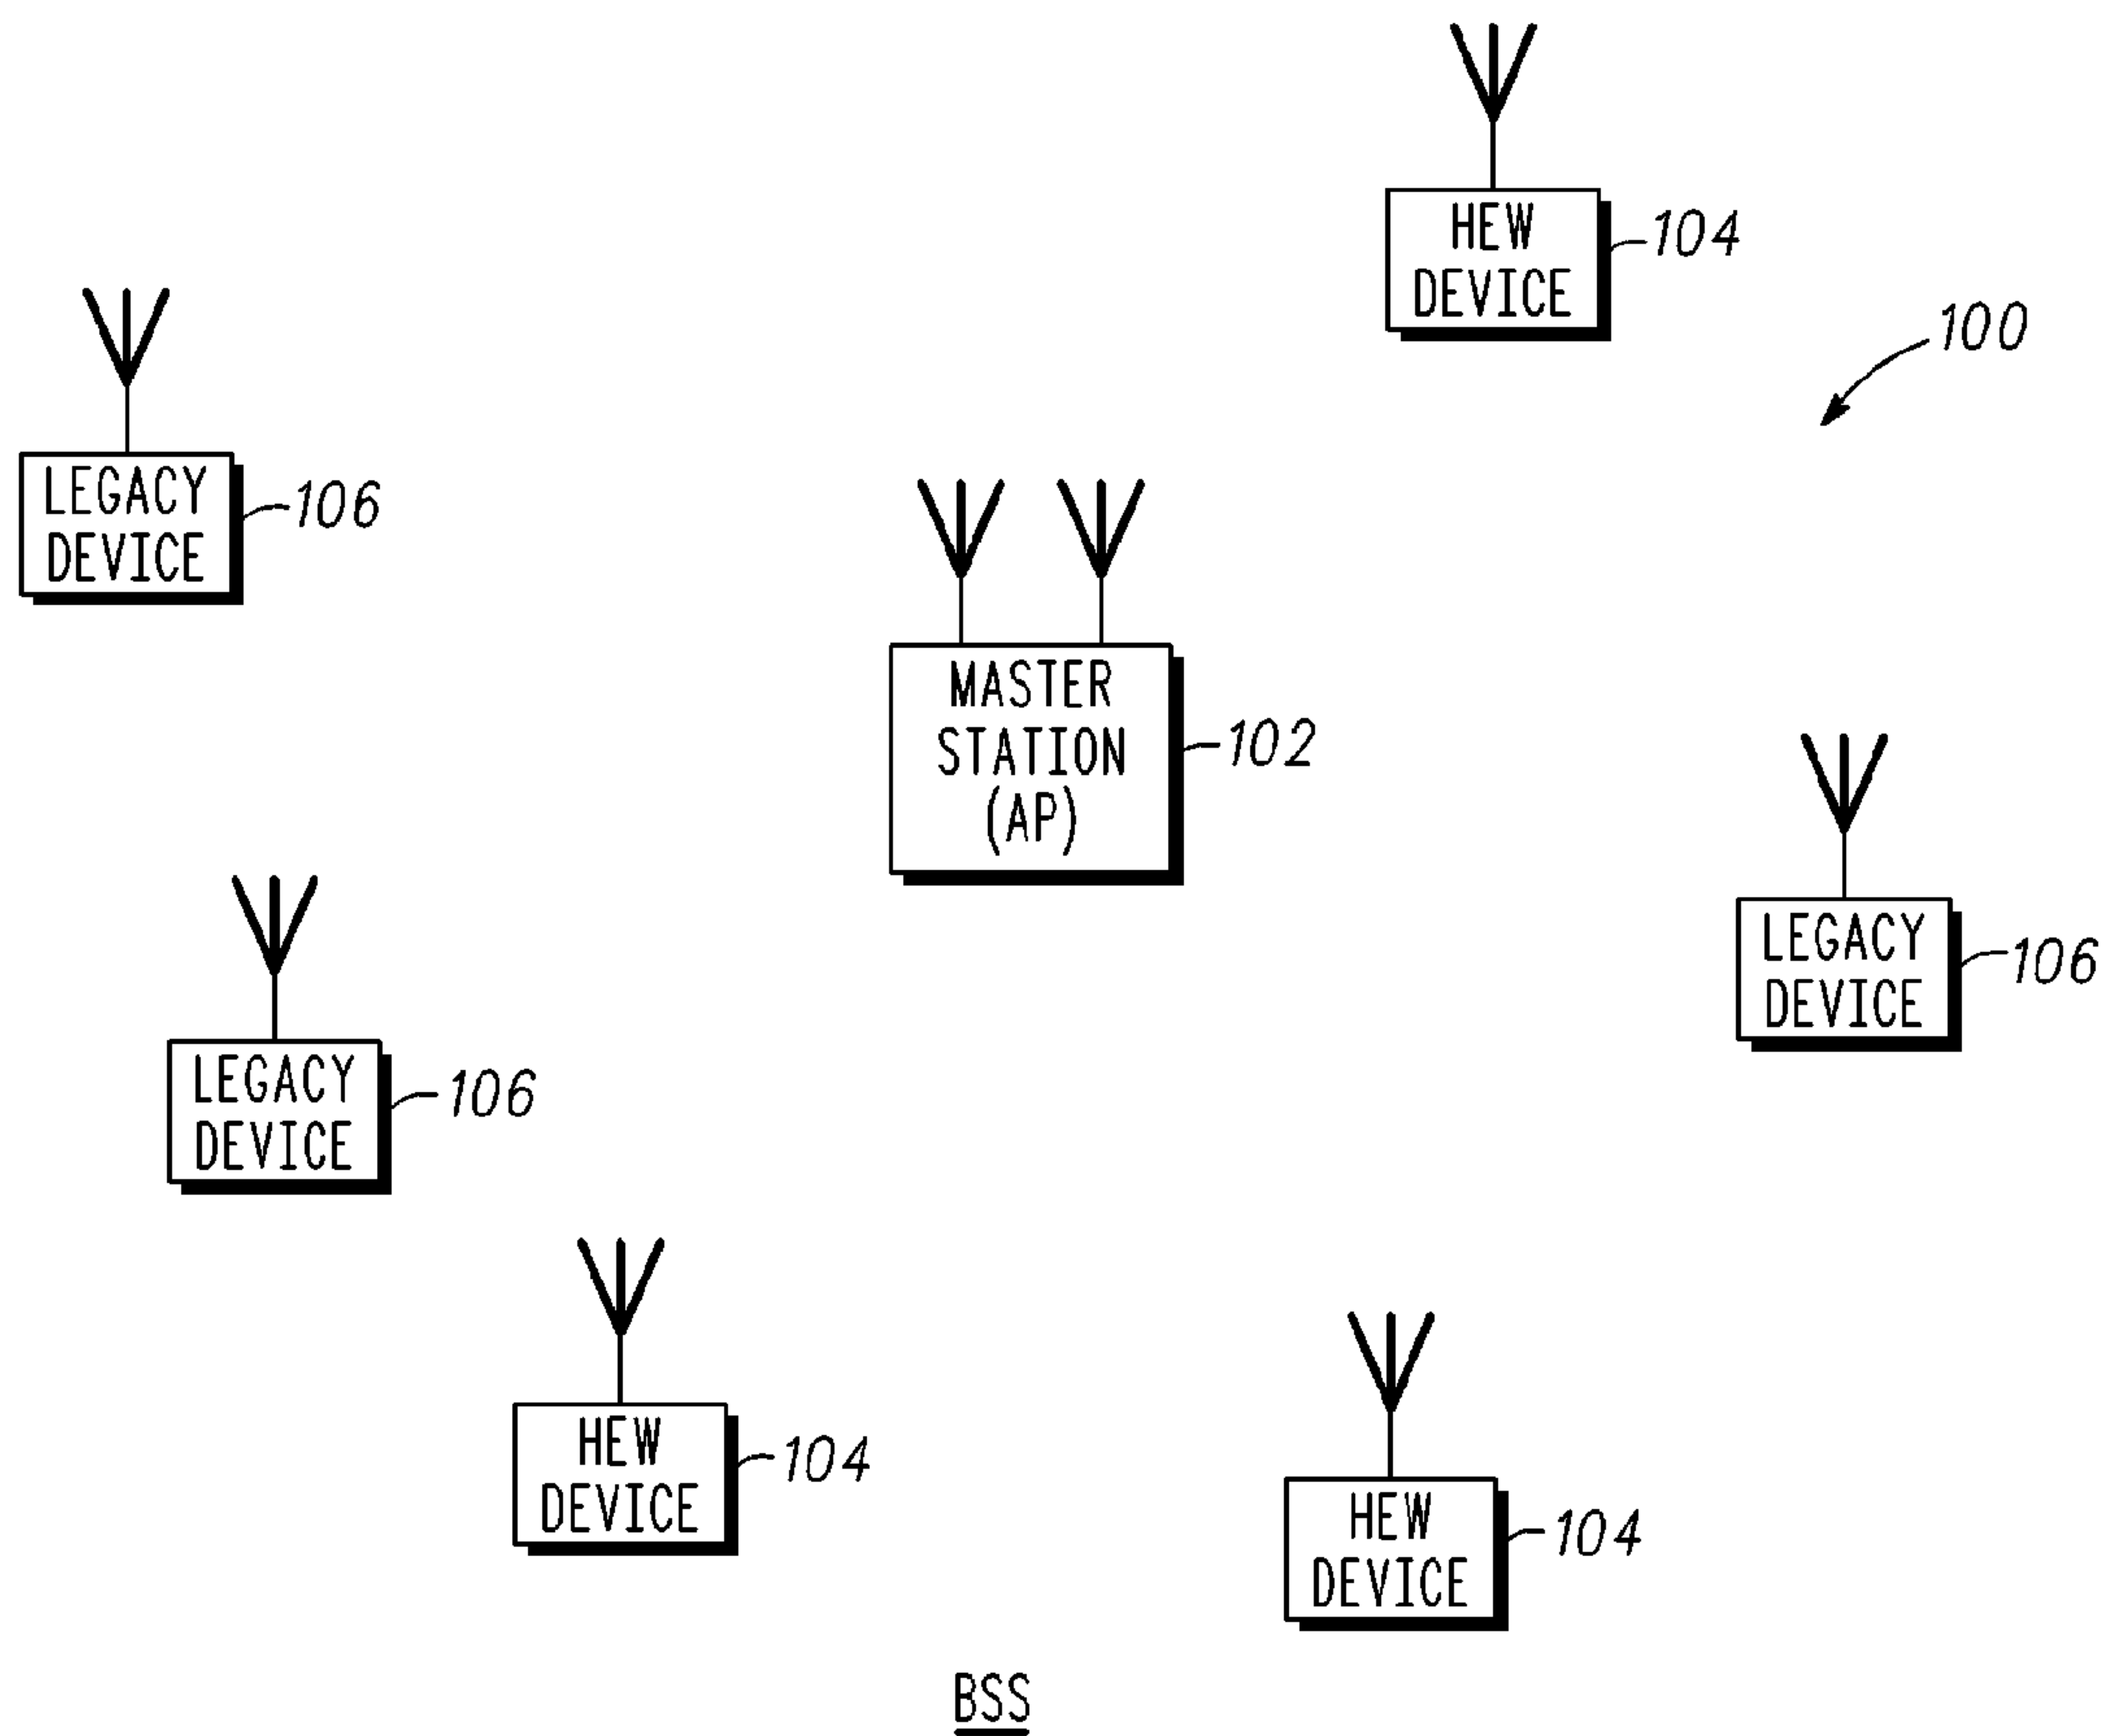 HEW
DEVICE
104
100
LEGACY
DEVICE
106
MASTER
STATION
(AP)
102
LEGACY
DEVICE
106
LEGACY
DEVICE
106
HEW
DEVICE
104
HEW
DEVICE
104
BSS